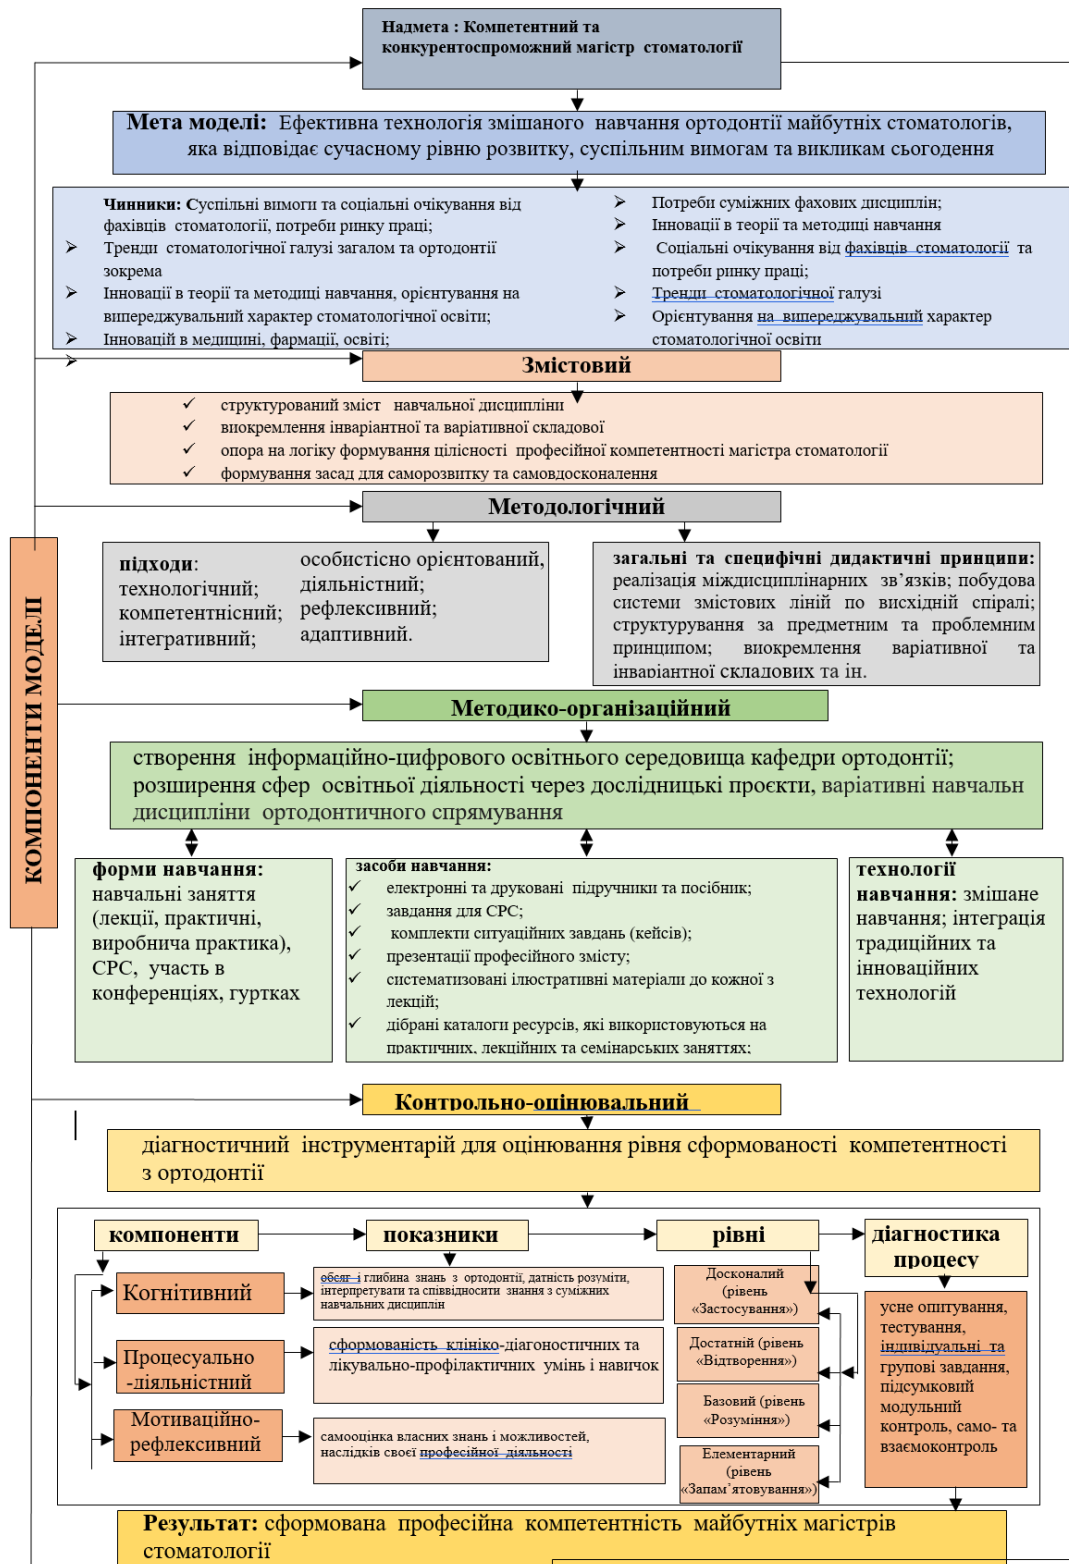 Надмета : Компетентний та
конкурентоспроможний магістр стоматології
Мета моделі: Ефективна технологія змішаного навчання ортодонтії майбутніх стоматологів,
яка відповідає сучасному рівню розвитку, суспільним вимогам та викликам сьогодення
Чинники: Суспільні вимоги та соціальні очікування від
фахівців стоматології, потреби ринку праці;
Тренди стоматологічної галузі загалом та ортодонтії
зокрема
Інновації в теорії та методиці навчання, орієнтування на
випереджувальний характер стоматологічної освіти;
Інновацій в медицині, фармації, освіті;
Потреби суміжних фахових дисциплін;
Інновації в теорії та методиці навчання
Соціальні очікування від фахівців стоматології та
потреби ринку праці;
Тренди стоматологічної галузі
Орієнтування на випереджувальний характер
стоматологічної освіти
Змістовий
✓ структурований зміст навчальної дисципліни
✓ виокремлення інваріантної та варіативної складової
✓ опора на логіку формування цілісності професійної компетентності магістра стоматології
✓ формування засад для саморозвитку та самовдосконалення
КОМПОНЕНТИ МОДЕЛІ
Методологічний
підходи:
технологічний;
компетентнісний;
інтегративний;
особистісно орієнтований,
діяльністний;
рефлексивний;
адаптивний.
загальні та специфічні дидактичні принципи:
реалізація міждисциплінарних зв’язків; побудова
системи змістових ліній по висхідній спіралі;
структурування за предметним та проблемним
принципом; виокремлення варіативної та
інваріантної складових та ін.
Методико-організаційний
створення інформаційно-цифрового освітнього середовища кафедри ортодонтії;
розширення сфер освітньої діяльності через дослідницькі проєкти, варіативні навчальн
дисципліни ортодонтичного спрямування
форми навчання:
навчальні заняття
(лекції, практичні,
виробнича практика),
СРС, участь в
конференціях, гуртках
засоби навчання:
✓ електронні та друковані підручники та посібник;
✓ завдання для СРС;
✓ комплекти ситуаційних завдань (кейсів);
✓ презентації професійного змісту;
✓ систематизовані ілюстративні матеріали до кожної з
лекцій;
✓ дібрані каталоги ресурсів, які використовуються на
практичних, лекційних та семінарських заняттях;
технології
навчання: змішане
навчання; інтеграція
традиційних та
інноваційних
технологій
Контрольно-оцінювальний
діагностичний інструментарій для оцінювання рівня сформованості компетентності
з ортодонтії
компоненти
показники
рівні
діагностика
процесу
Когнітивний
обсяг і глибина знань з ортодонтії, датність розуміти,
інтерпретувати та співвідносити знання з суміжних
навчальних дисциплін
Процесуально
-діяльністний
сформованість клініко-діагоностичних та
лікувально-профілактичних умінь і навичок
Мотиваційно-
рефлексивний
самооцінка власних знань і можливостей,
наслідків своєї професійної діяльності
Досконалий
(рівень
«Застосування»)
Достатній (рівень
«Відтворення»)
Базовий (рівень
«Розуміння»)
Елементарний
(рівень
«Запам’ятовування»)
усне опитування,
тестування,
індивідуальні та
групові завдання,
підсумковий
модульний
контроль, само- та
взаємоконтроль
Результат: сформована професійна компетентність майбутніх магістрів
стоматології